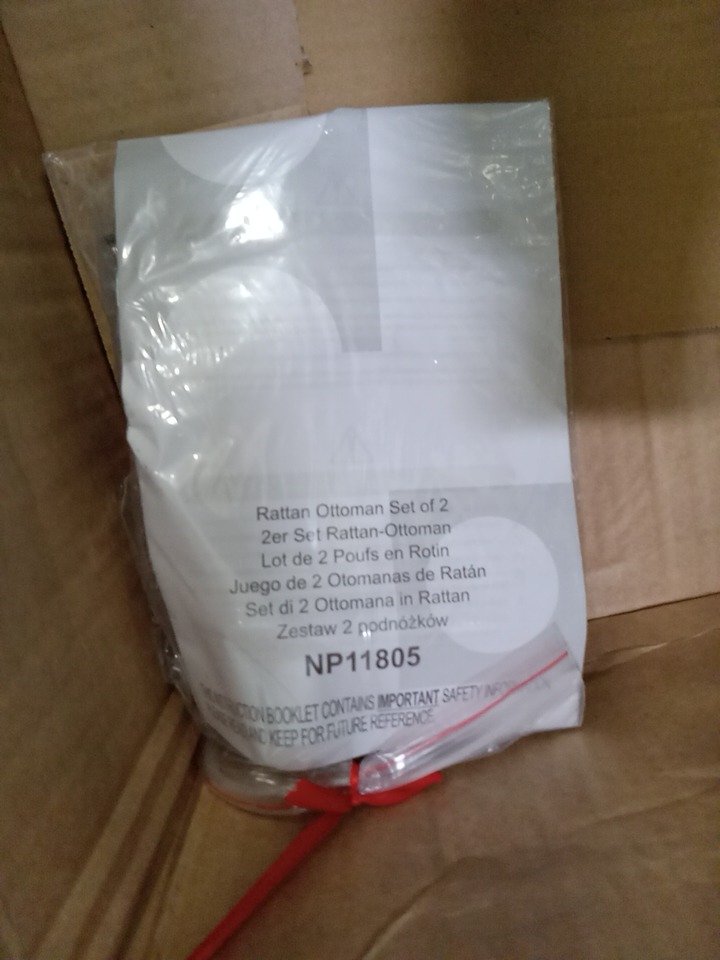 Rattan Ottoman Set of 2
2er Set Rattan-Ottoman
Lot de 2 Poufs en Rotin
Juego de 2 Otomanas de Ratán
Set di 2 Ottomana in Rattan
Zestaw 2 podnóżków
NP11805
BOOKLET CONTAINS IMPORTANT SAFETY
AND KEEP FOR FUTURE REFERENCE